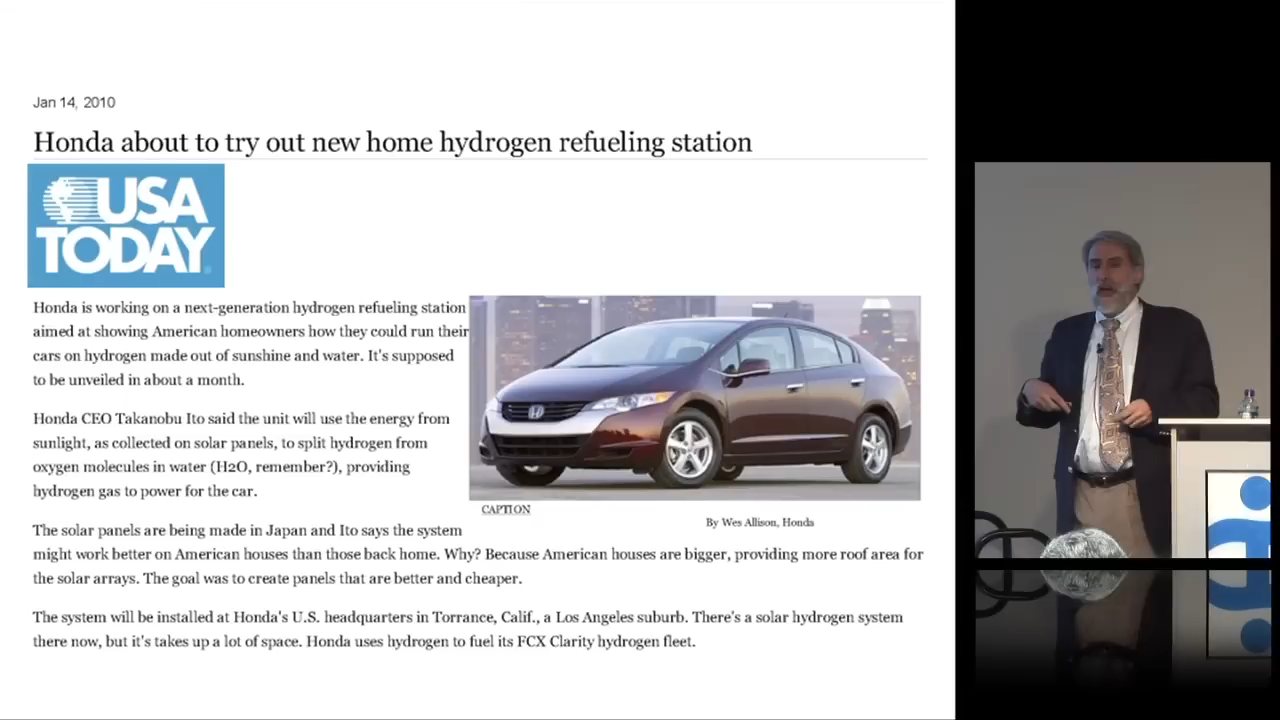 Jan 14, 2010
Honda about to try out new home hydrogen refueling station
USA
TODAY
Honda is working on a next-generation hydrogen refueling station
aimed at showing American homeowners how they could run their
cars on hydrogen made out of sunshine and water. It's supposed
to be unveiled in about a month.
Honda CEO Takanobu Ito said the unit will use the energy from
sunlight, as collected on solar panels, to split hydrogen from
oxygen molecules in water (H2O, remember?), providing
hydrogen gas to power for the car.
CAPTION
By Wes Allison, Honda
The solar panels are being made in Japan and Ito says the system
might work better on American houses than those back home. Why? Because American houses are bigger, providing more roof area for
the solar arrays. The goal was to create panels that are better and cheaper.
The system will be installed at Honda's U.S. headquarters in Torrance, Calif., a Los Angeles suburb. There's a solar hydrogen system
there now, but it's takes up a lot of space. Honda uses hydrogen to fuel its FCX Clarity hydrogen fleet.